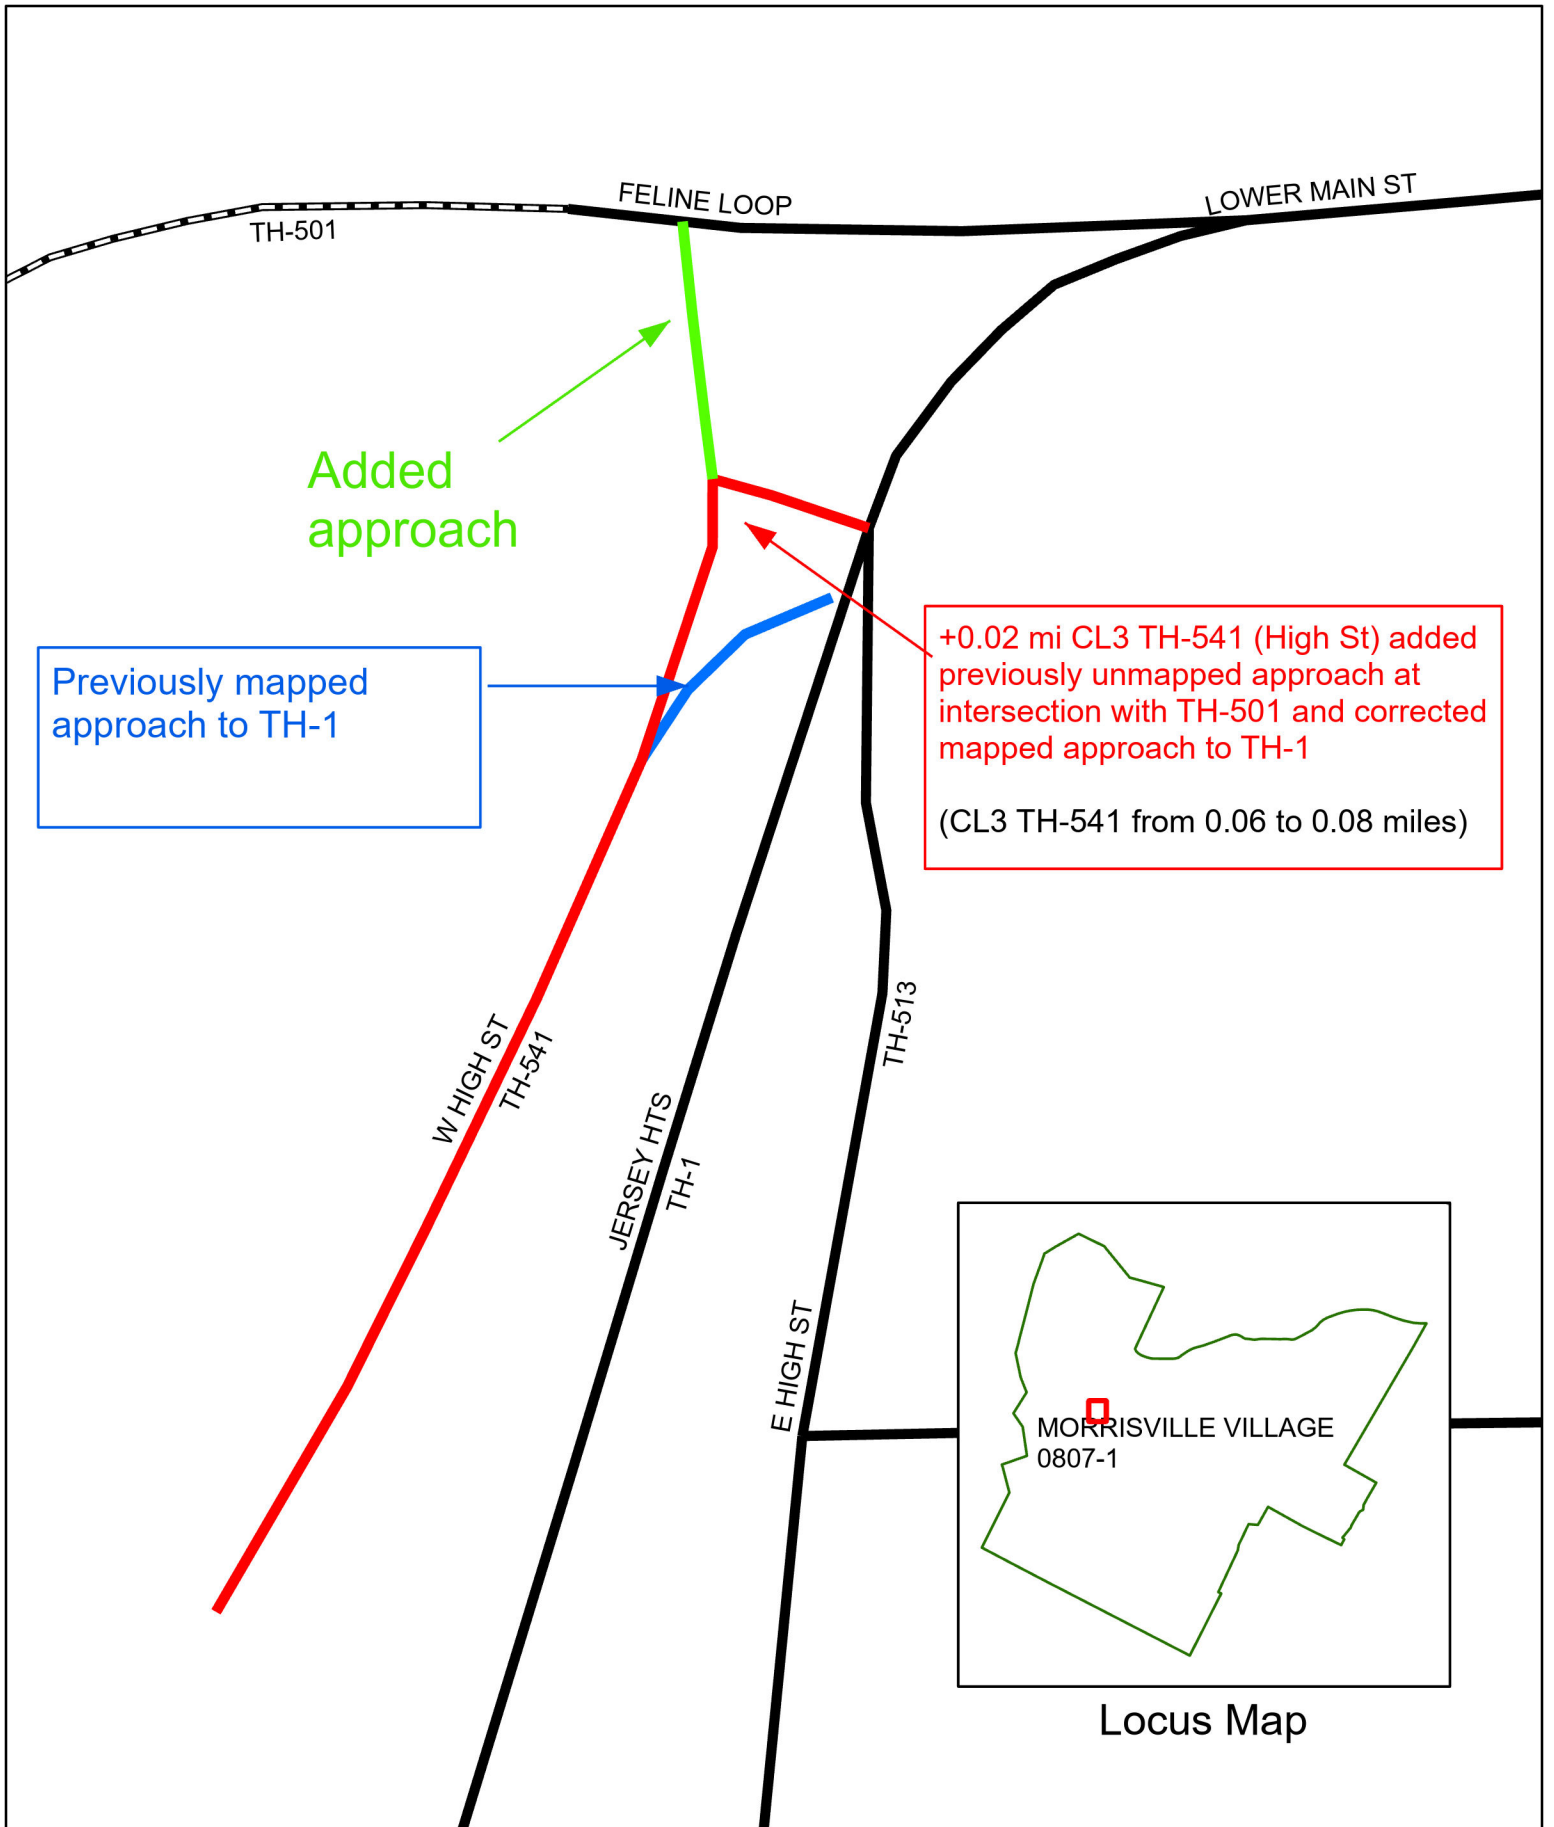 FELINE LOOP
LOWER MAIN ST
TH-501
Added
approach
+0.02 mi CL3 TH-541 (High St) added
previously unmapped approach at
intersection with TH-501 and corrected
mapped approach to TH-1
(CL3 TH-541 from 0.06 to 0.08 miles)
Previously mapped
approach to TH-1
W HIGH ST
TH-541
JERSEY HTS
TH-1
TH-513
E HIGH ST
MORRISVILLE VILLAGE
0807-1
Locus Map